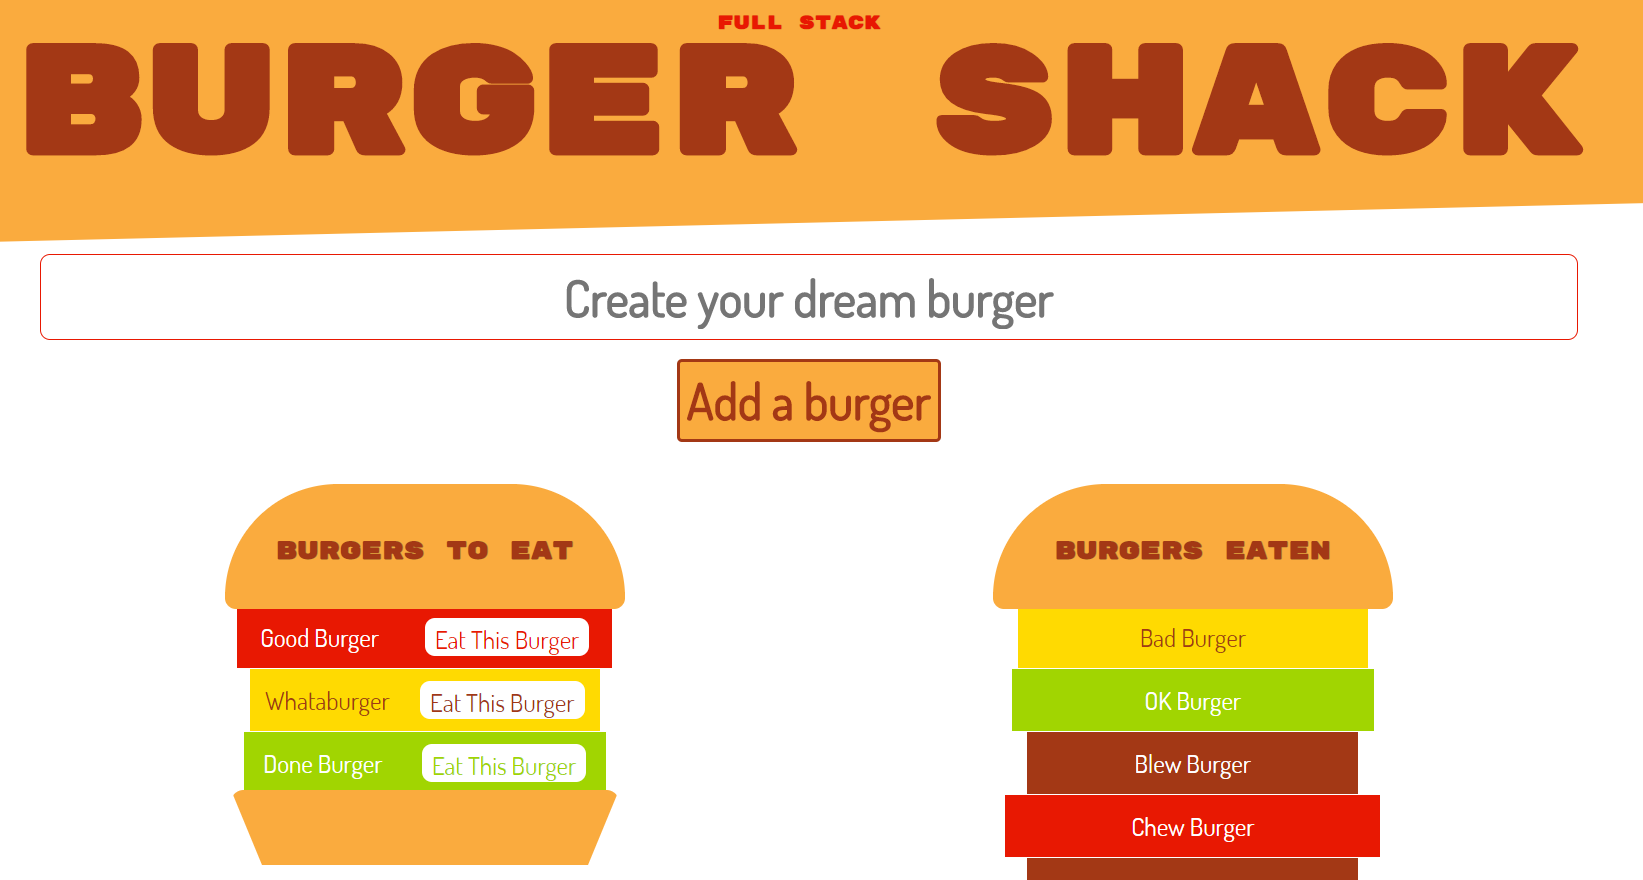 FULL STACK
BURGER SHACK
Create your dream burger
Add a burger
BURGERS TO EAT
Good Burger Eat This Burger
Whataburger Eat This Burger
Done Burger Eat This Burger
BURGERS EATEN
Bad Burger
OK Burger
Blew Burger
Chew Burger